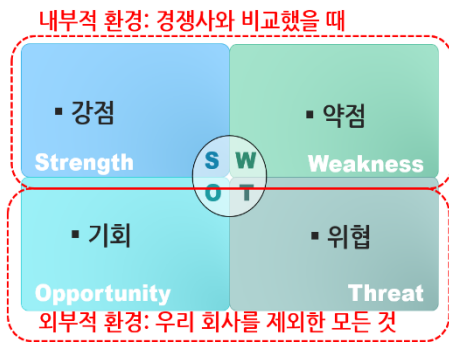 내부적 환경: 경쟁사와 비교했을 때
▪ 강점
▪ 약점
Strength
S W
Weakness
O T
▪ 기회
▪ 위협
Opportunity
Threat
외부적 환경: 우리 회사를 제외한 모든 것